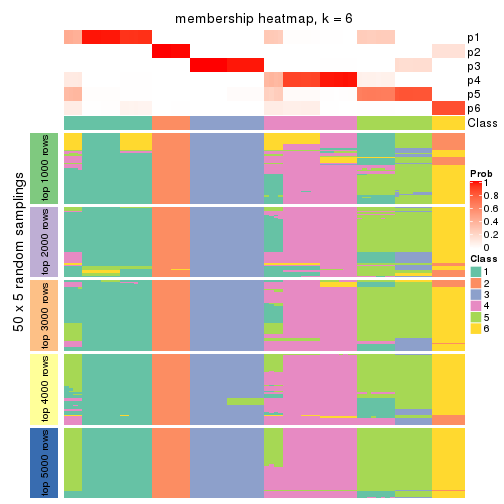 membership heatmap, k = 6
p1
p2
p3
p4
p5
p6
Class
50 x 5 random samplings
top 1000 rows
top 2000 rows
top 3000 rows
top 4000 rows
top 5000 rows
Prob
1
0.8
0.6
0.4
0.2
0
Class
1
2
3
4
5
6